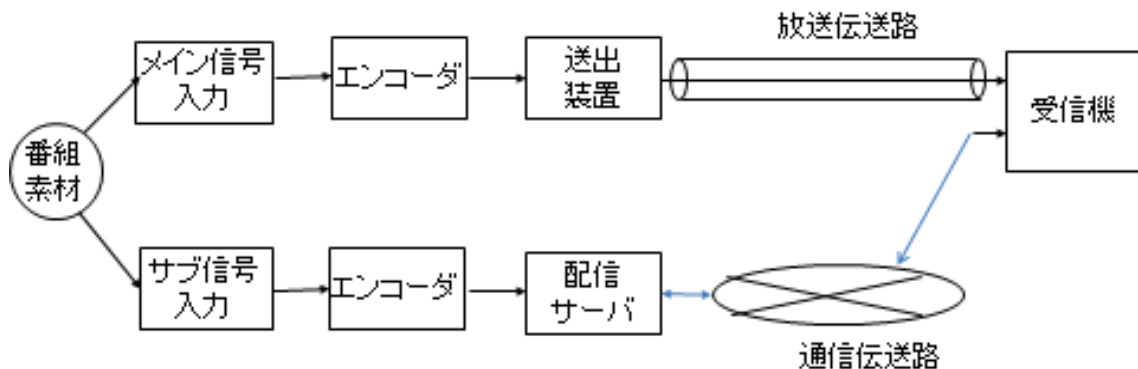 放送伝送路
メイン信号
入力
エンコーダ
送出
装置
受信機
番組
素材
サブ信号
入力
エンコーダ
配信
サーバ
通信伝送路